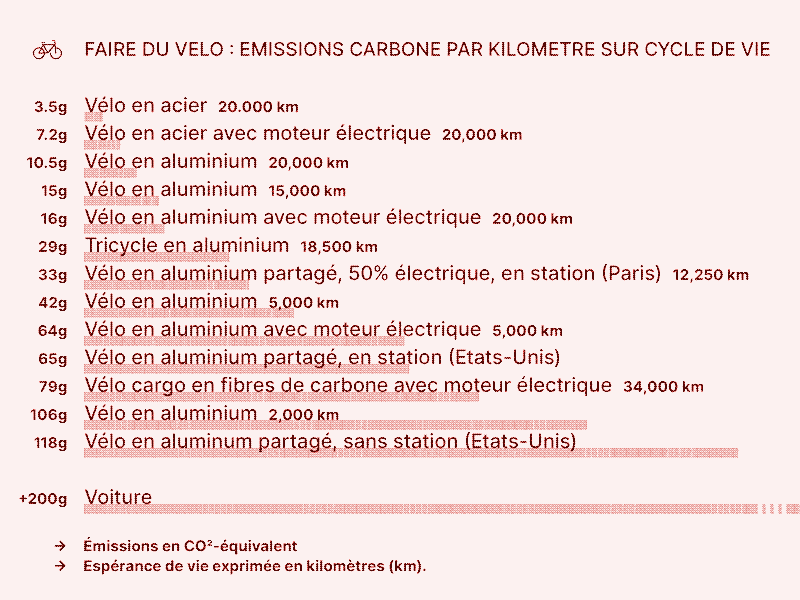 FAIRE DU VELO : EMISSIONS CARBONE PAR KILOMETRE SUR CYCLE DE VIE
3.5g Vélo en acier 20.000 km
7.2g Vélo en acier avec moteur électrique 20,000 km
10.5g Vélo en aluminium 20,000 km
15g Vélo en aluminium 15,000 km
16g Vélo en aluminium avec moteur électrique 20,000 km
29g Tricycle en aluminium 18,500 km
33g Vélo en aluminium partagé, 50% électrique, en station (Paris) 12,250 km
42g Vélo en aluminium 5,000 km
64g Vélo en aluminium avec moteur électrique 5,000 km
65g Vélo en aluminium partagé, en station (Etats-Unis)
79g Vélo cargo en fibres de carbone avec moteur électrique 34,000 km
106g Vélo en aluminium 2,000 km
118g Vélo en aluminum partagé, sans station (Etats-Unis)
+200g Voiture
→ Émissions en CO²-équivalent
→ Espérance de vie exprimée en kilomètres (km).